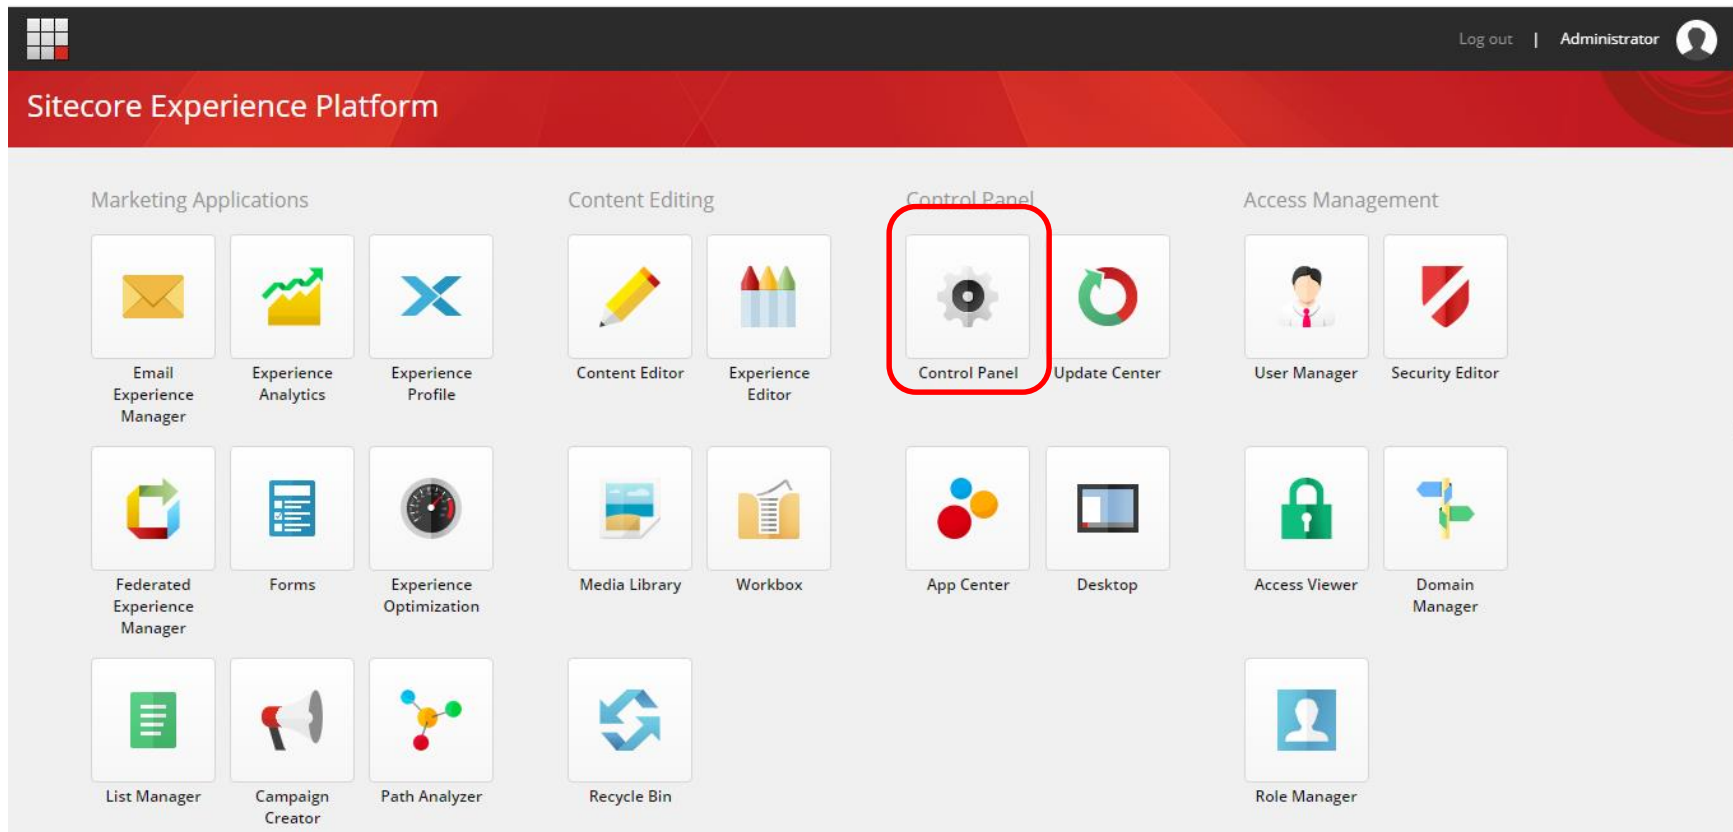 Log out | Administrator
Sitecore Experience Platform
Marketing Applications
Email
Experience
Manager
Experience
Analytics
Experience
Profile
Federated
Experience
Manager
Forms
Experience
Optimization
List Manager
Campaign
Creator
Path Analyzer
Content Editing
Content Editor
Experience
Editor
Media Library
Workbox
Recycle Bin
Control Panel
Control Panel
Update Center
App Center
Desktop
Access Management
User Manager
Security Editor
Access Viewer
Domain
Manager
Role Manager